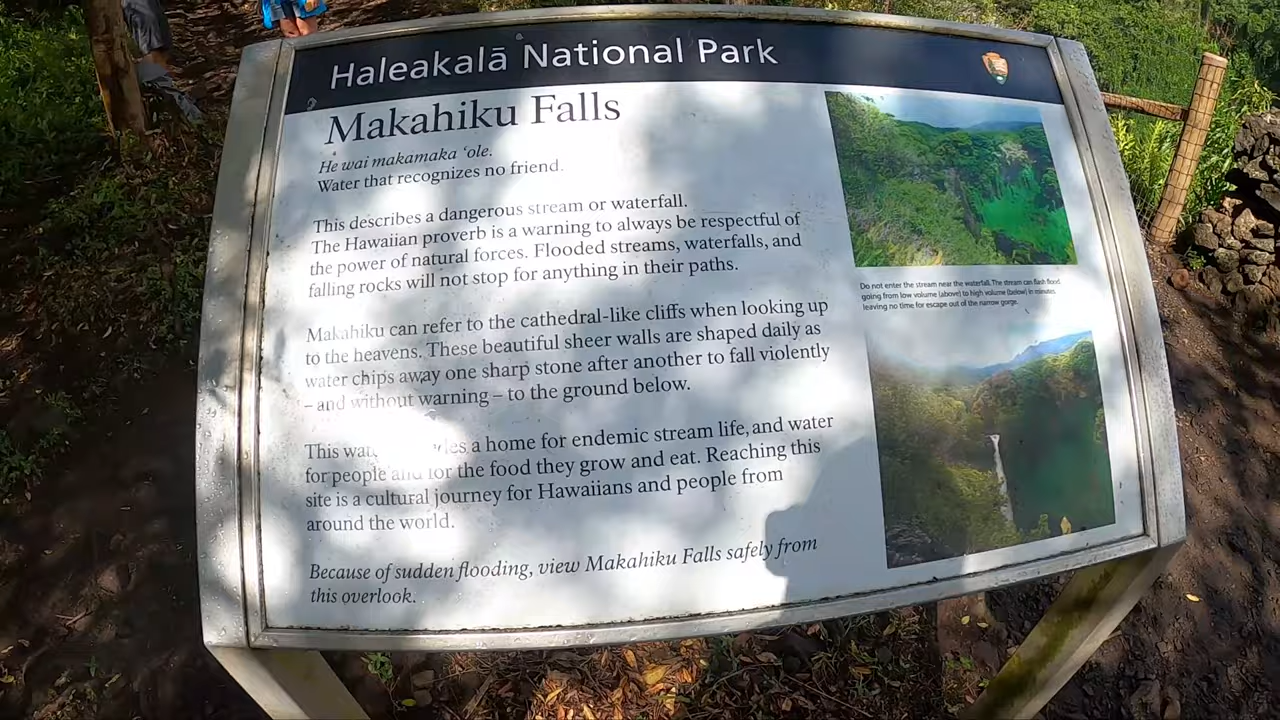 Haleakalā National Park
Makahiku Falls
He wai makamaka ʻole.
Water that recognizes no friend.
This describes a dangerous stream or waterfall.
The Hawaiian proverb is a warning to always be respectful of
the power of natural forces. Flooded streams, waterfalls, and
falling rocks will not stop for anything in their paths.
Makahiku can refer to the cathedral-like cliffs when looking up
to the heavens. These beautiful sheer walls are shaped daily as
water chips away one sharp stone after another to fall violently
– and without warning – to the ground below.
This a home for endemic stream life, and water
for people and for the food they grow and eat. Reaching this
site is a cultural journey for Hawaiians and people from
around the world.
Because of sudden flooding, view Makahiku Falls safely from
this overlook.
Do not enter the stream near the waterfall. The stream can flash flood
going from low volume (above) to high volume (below) in minutes
leaving no time for escape out of the narrow gorge.